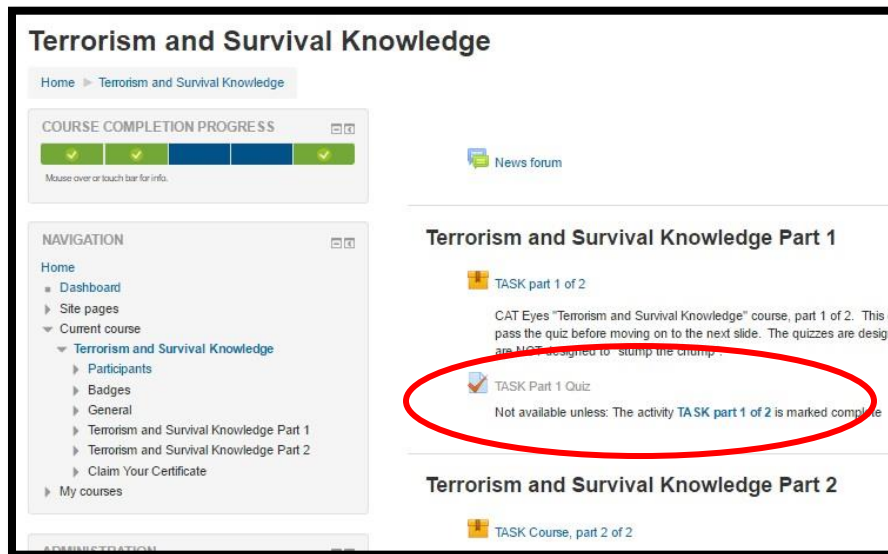 Terrorism and Survival Knowledge
Home Terrorism and Survival Knowledge
COURSE COMPLETION PROGRESS
Mouse over or touch bar for info.
NAVIGATION
Home
Dashboard
Site pages
Current course
Terrorism and Survival Knowledge
Participants
Badges
General
Terrorism and Survival Knowledge Part 1
Terrorism and Survival Knowledge Part 2
Claim Your Certificate
My courses
ADMINISTRATION
News forum
Terrorism and Survival Knowledge Part 1
TASK part 1 of 2
CAT Eyes "Terrorism and Survival Knowledge" course, part 1 of 2. This
pass the quiz before moving on to the next slide. The quizzes are desig
are NOT designed to "stump the chump".
TASK Part 1 Quiz
Not available unless: The activity TASK part 1 of 2 is marked complete
Terrorism and Survival Knowledge Part 2
TASK Course, part 2 of 2